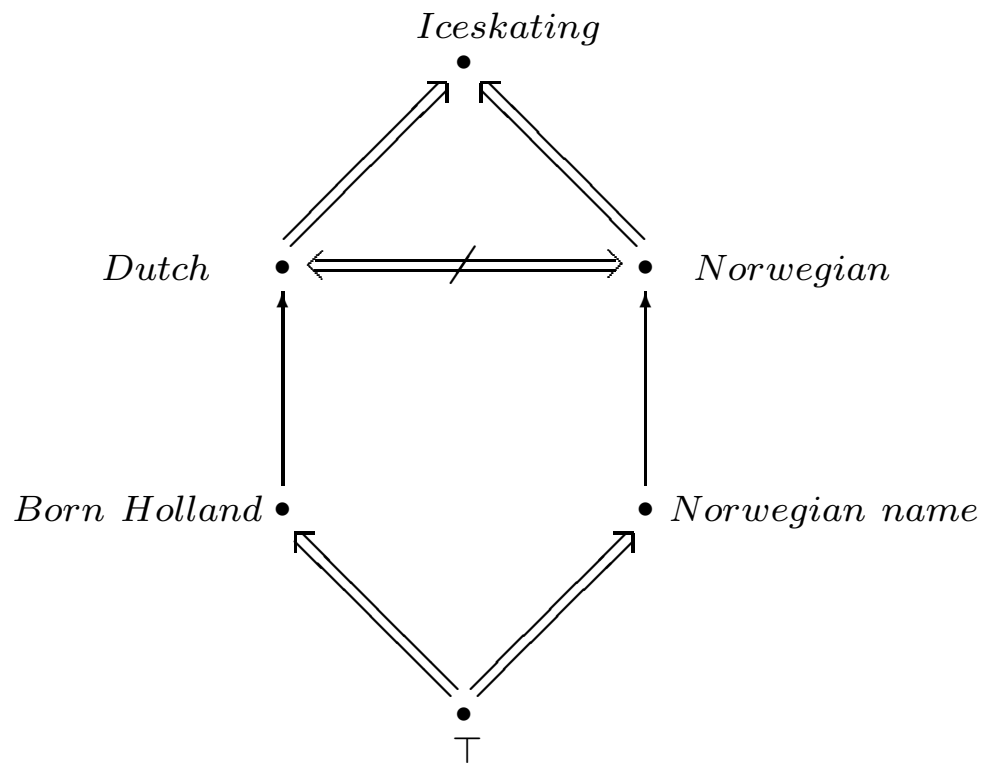 Iceskating
Dutch
Norwegian
Born Holland
Norwegian name
⊤